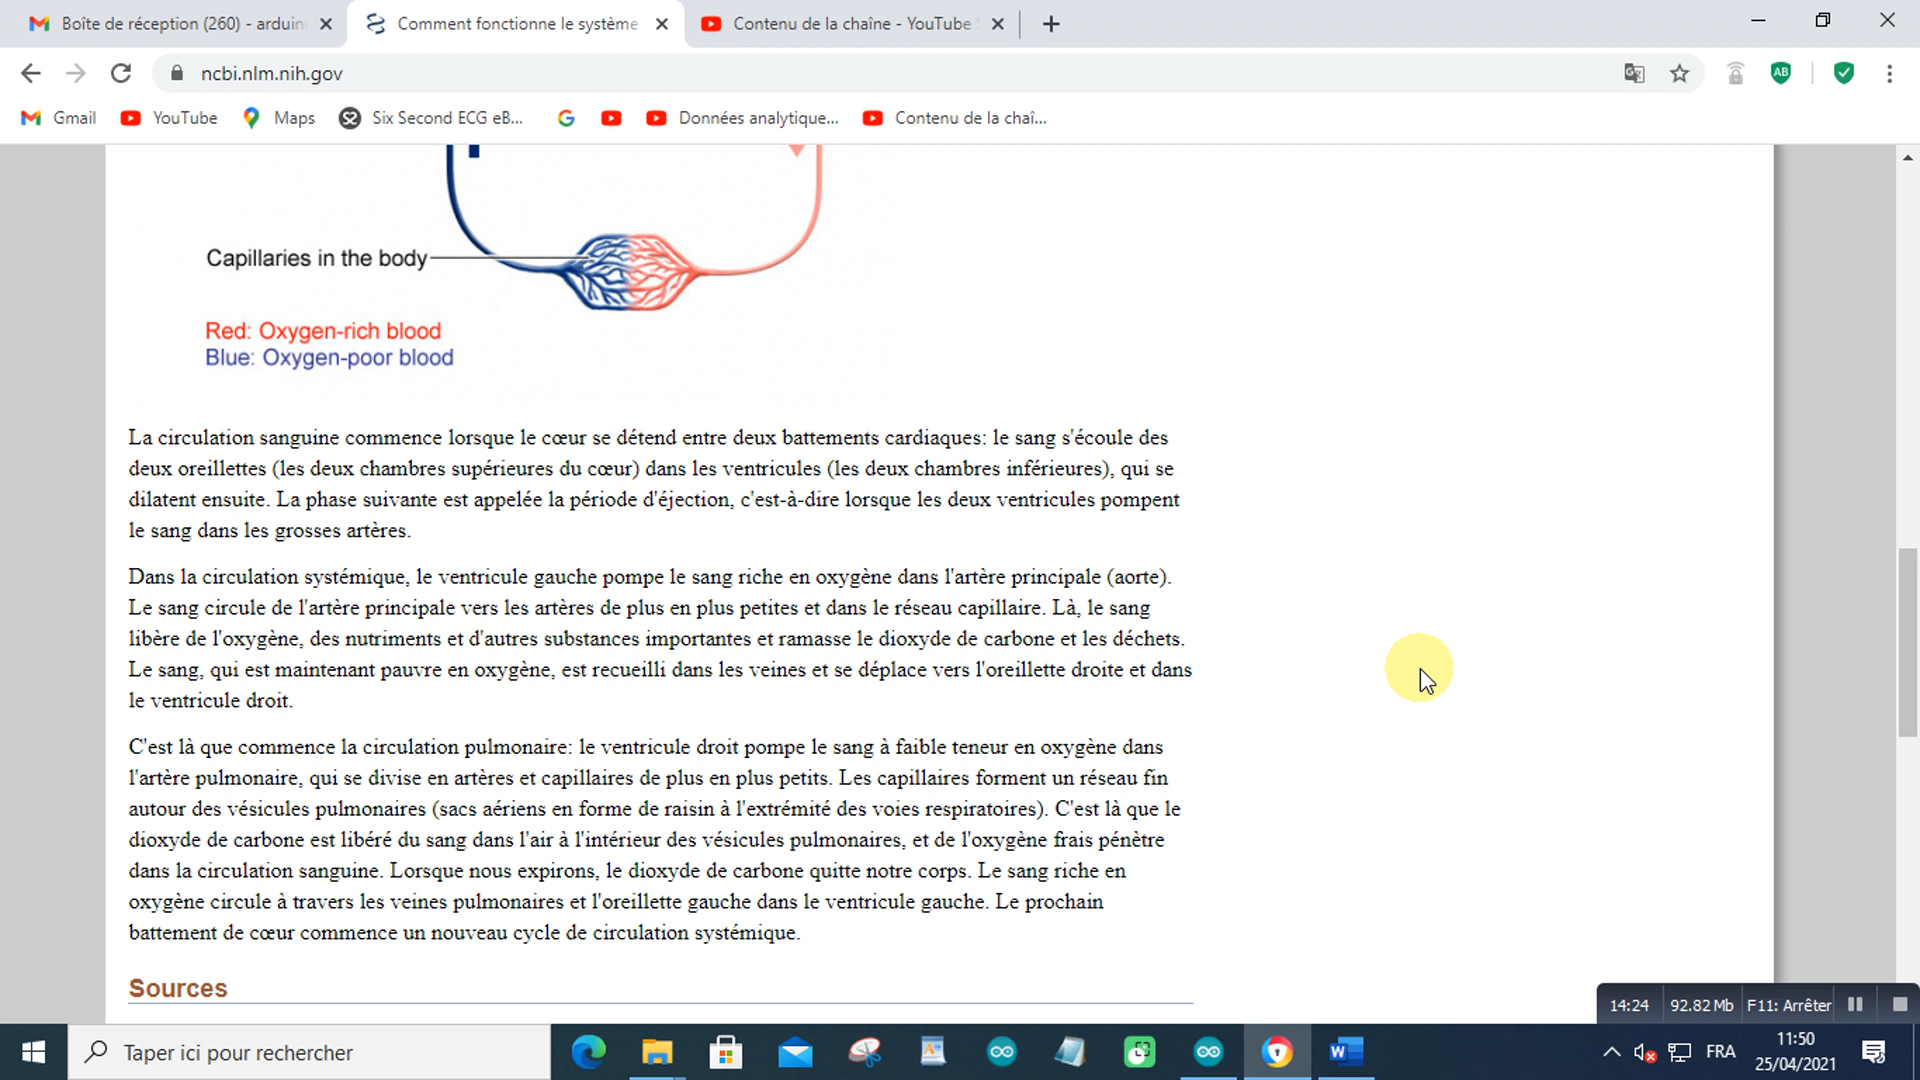 Boîte de réception (260) - arduin
Comment fonctionne le système
Contenu de la chaîne - YouTube S
ncbi.nlm.nih.gov
Gmail
YouTube
Maps
Six Second ECG eB...
Données analytique...
Contenu de la chaî...
Capillaries in the body
Red: Oxygen-rich blood
Blue: Oxygen-poor blood
La circulation sanguine commence lorsque le cœur se détend entre deux battements cardiaques: le sang s'écoule des
deux oreillettes (les deux chambres supérieures du cœur) dans les ventricules (les deux chambres inférieures), qui se
dilatent ensuite. La phase suivante est appelée la période d'éjection, c'est-à-dire lorsque les deux ventricules pompent
le sang dans les grosses artères.
Dans la circulation systémique, le ventricule gauche pompe le sang riche en oxygène dans l'artère principale (aorte).
Le sang circule de l'artère principale vers les artères de plus en plus petites et dans le réseau capillaire. Là, le sang
libère de l'oxygène, des nutriments et d'autres substances importantes et ramasse le dioxyde de carbone et les déchets.
Le sang, qui est maintenant pauvre en oxygène, est recueilli dans les veines et se déplace vers l'oreillette droite et dans
le ventricule droit.
C'est là que commence la circulation pulmonaire: le ventricule droit pompe le sang à faible teneur en oxygène dans
l'artère pulmonaire, qui se divise en artères et capillaires de plus en plus petits. Les capillaires forment un réseau fin
autour des vésicules pulmonaires (sacs aériens en forme de raisin à l'extrémité des voies respiratoires). C'est là que le
dioxyde de carbone est libéré du sang dans l'air à l'intérieur des vésicules pulmonaires, et de l'oxygène frais pénètre
dans la circulation sanguine. Lorsque nous expirons, le dioxyde de carbone quitte notre corps. Le sang riche en
oxygène circule à travers les veines pulmonaires et l'oreillette gauche dans le ventricule gauche. Le prochain
battement de cœur commence un nouveau cycle de circulation systémique.
Sources
14:24
92.82 Mb
F11: Arrêter
Taper ici pour rechercher
FRA
11:50
25/04/2021